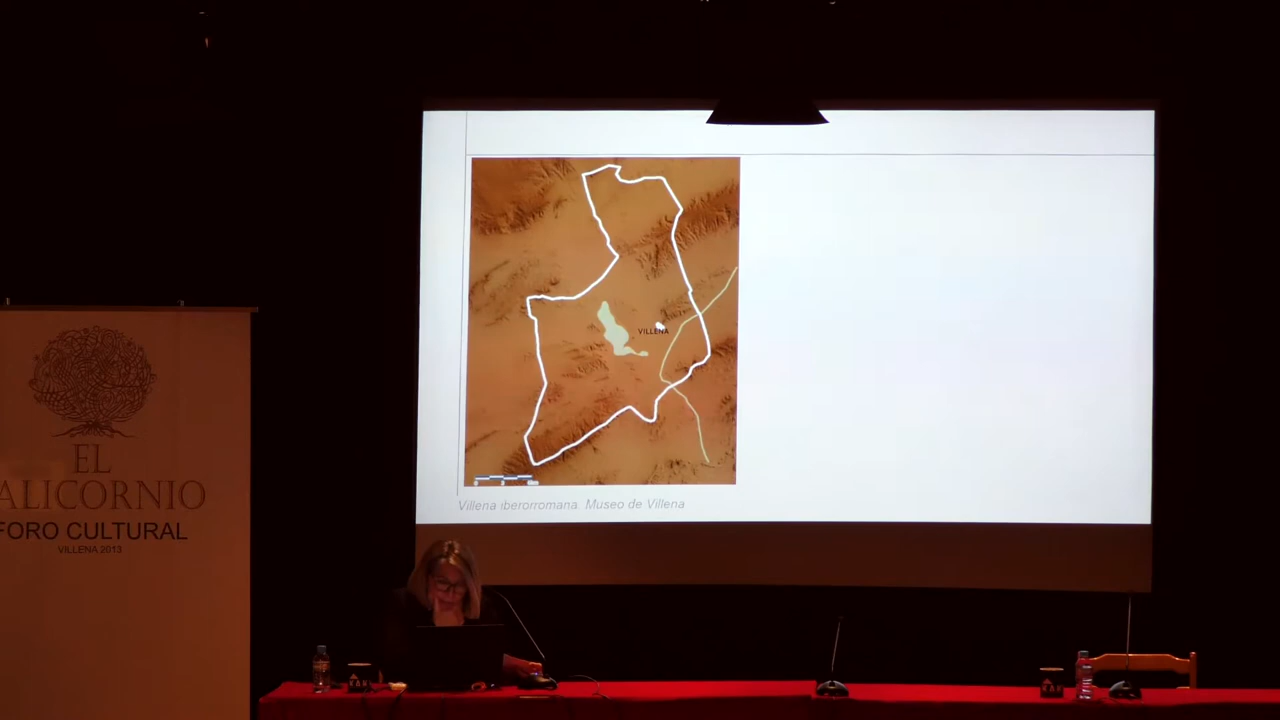 EL
ALICORNIO
FORO CULTURAL
VILLENA 2013
VILLENA
Villena iberorromana. Museo de Villena